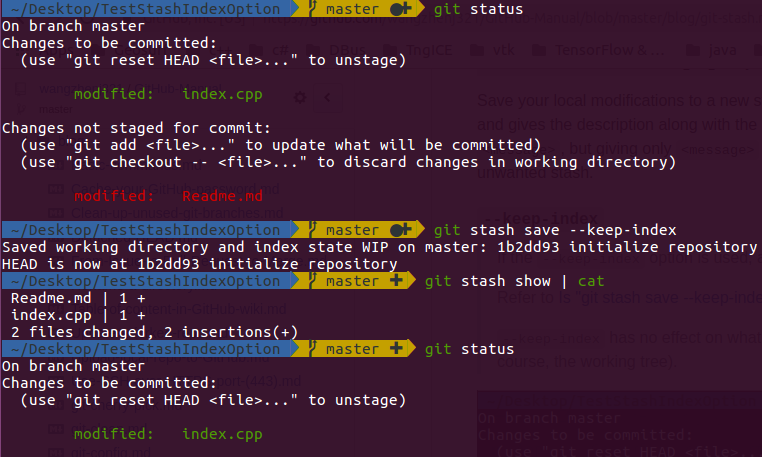 ~/Desktop/TestStashIndexOption master git status
On branch master
Changes to be committed:
(use "git reset HEAD <file>..." to unstage)
modified: index.cpp
Changes not staged for commit:
(use "git add <file>..." to update what will be committed)
(use "git checkout -- <file>..." to discard changes in working directory)
modified: Readme.md
~/Desktop/TestStashIndexOption master git stash save --keep-index
Saved working directory and index state WIP on master: 1b2dd93 initialize repository
HEAD is now at 1b2dd93 initialize repository
~/Desktop/TestStashIndexOption master git stash show | cat
Readme.md | 1 +
index.cpp | 1 +
2 files changed, 2 insertions(+)
~/Desktop/TestStashIndexOption master git status
On branch master
Changes to be committed:
(use "git reset HEAD <file>..." to unstage)
modified: index.cpp